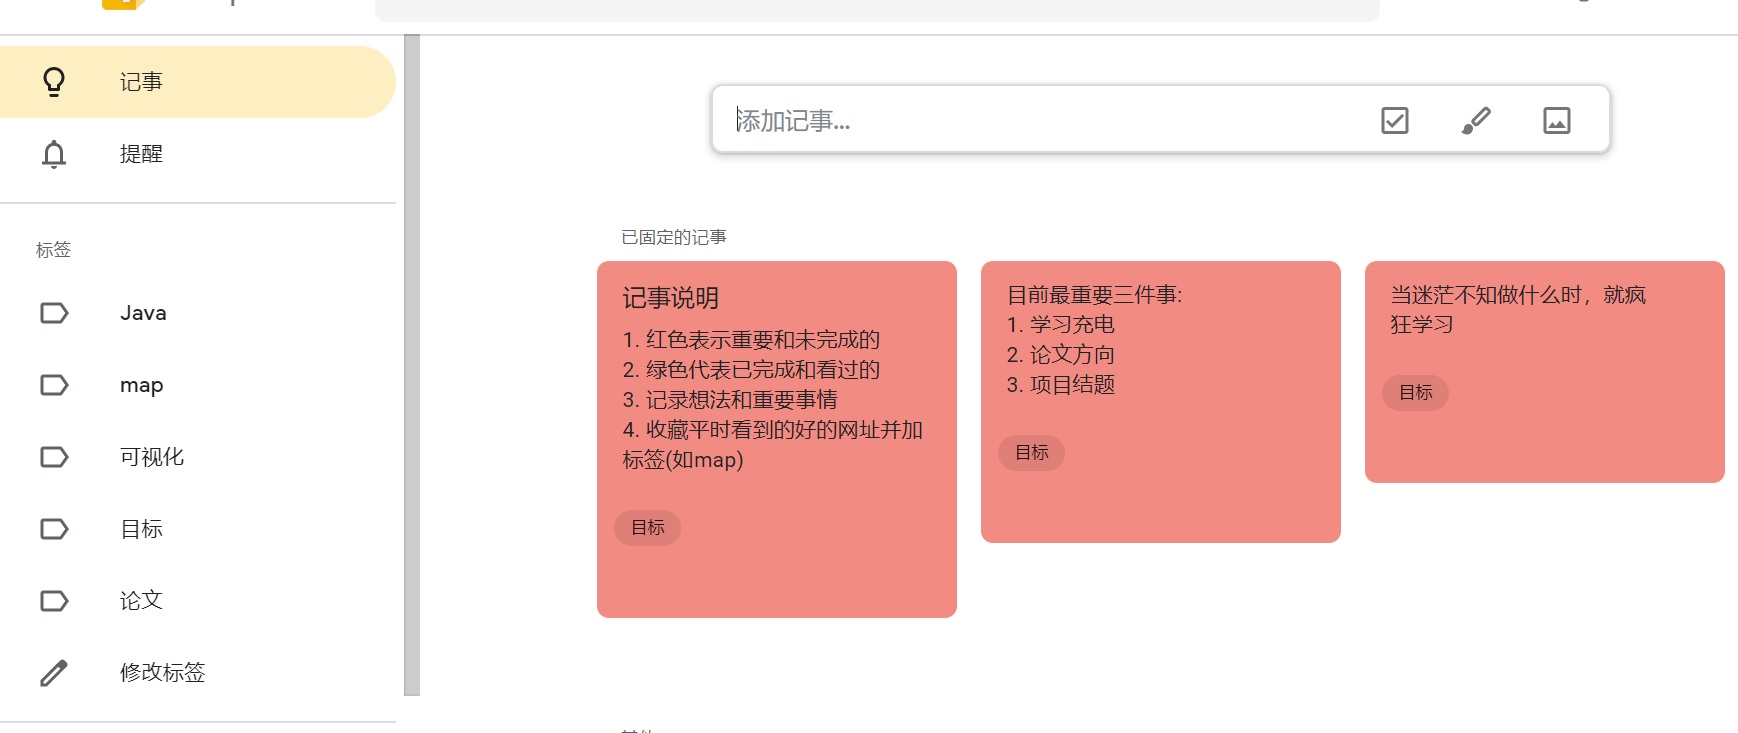 记事
提醒
标签
Java
map
可视化
目标
论文
修改标签
添加记事...
已固定的记事
记事说明
1. 红色表示重要和未完成的
2. 绿色代表已完成和看过的
3. 记录想法和重要事情
4. 收藏平时看到的好的网址并加
标签(如map)
目标
目前最重要三件事:
1. 学习充电
2. 论文方向
3. 项目结题
目标
当迷茫不知做什么时，就疯
狂学习
目标